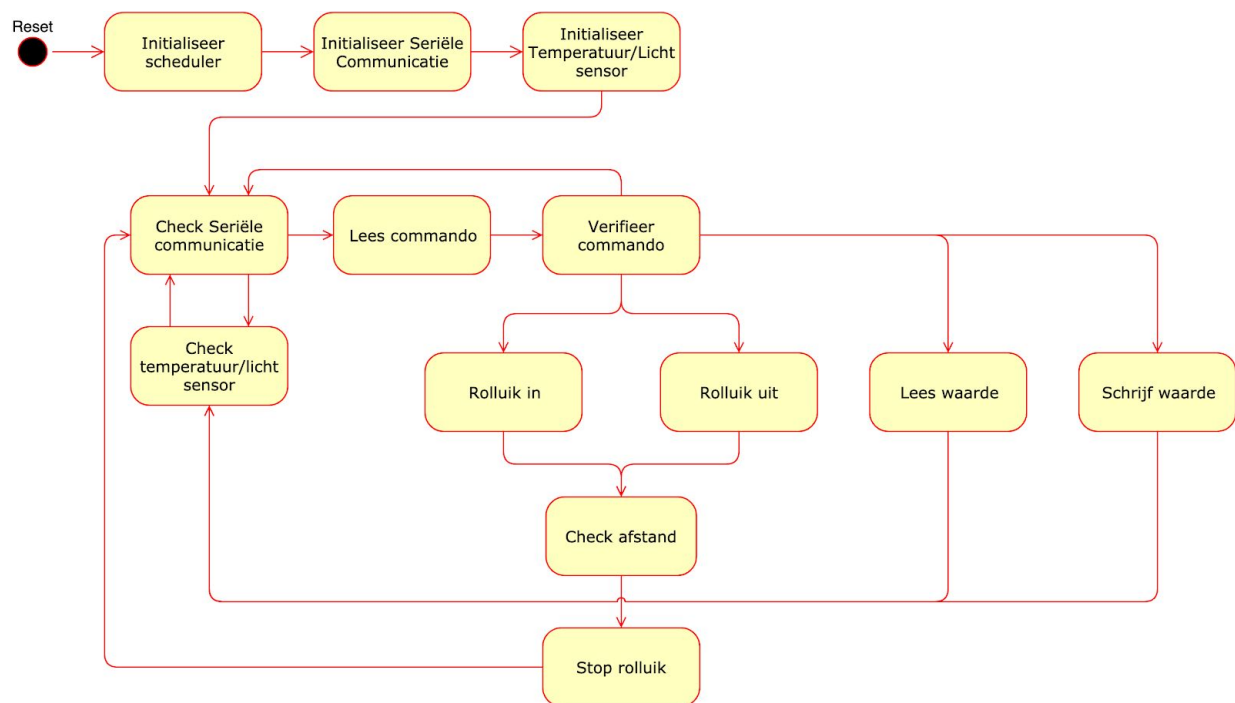 Reset
Initialiseer
scheduler
Initialiseer Seriële
Communicatie
Initialiseer
Temperatuur/Licht
sensor
Check Seriële
communicatie
Lees commando
Verifieer
commando
Check
temperatuur/licht
sensor
Rolluik in
Rolluik uit
Lees waarde
Schrijf waarde
Check afstand
Stop rolluik